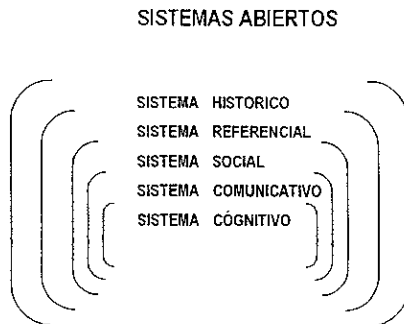 SISTEMAS ABIERTOS
SISTEMA HISTORICO
SISTEMA REFERENCIAL
SISTEMA SOCIAL
SISTEMA COMUNICATIVO
SISTEMA CÓGNITIVO